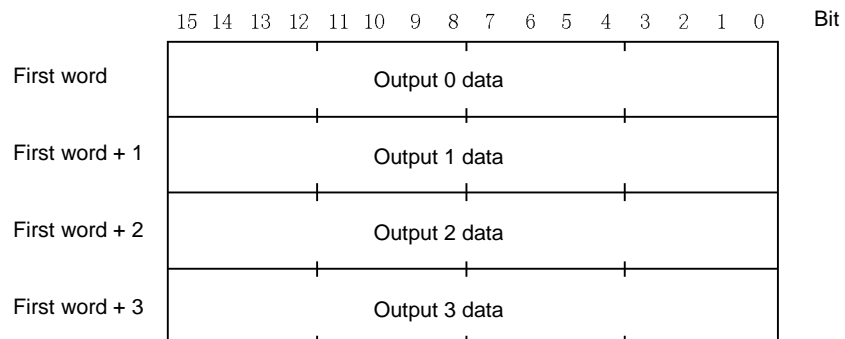 15 14 13 12 11 10 9 8 7 6 5 4 3 2 1 0 Bit
First word Output 0 data
First word + 1 Output 1 data
First word + 2 Output 2 data
First word + 3 Output 3 data